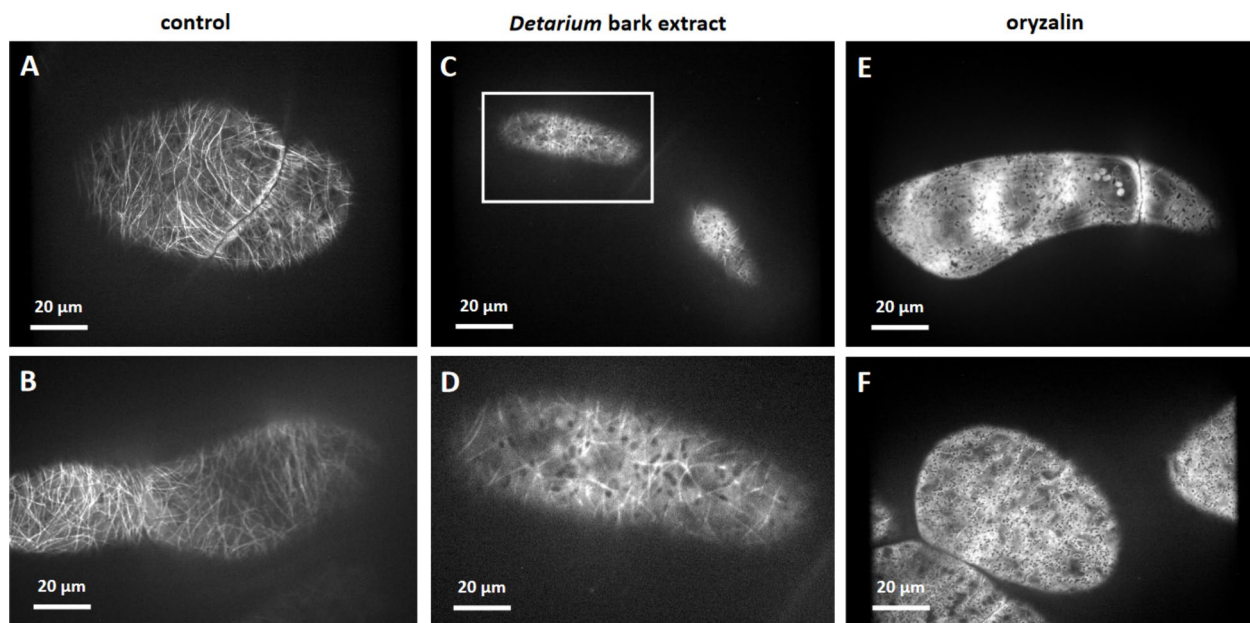 control
Detarium bark extract
oryzalin
A
C
E
20 μm
20 μm
20 μm
B
D
F
20 μm
20 μm
20 μm